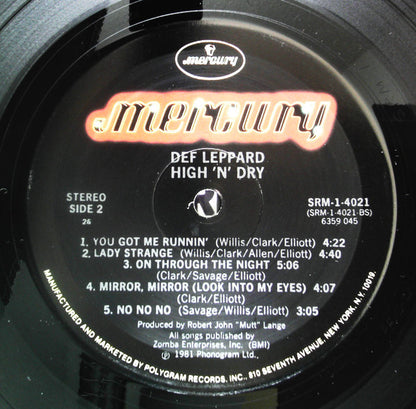 mercury
mercury
DEF LEPPARD
HIGH 'N' DRY
STEREO
SIDE 2
26
SRM-1-4021
(SRM-1-4021-BS)
6359 045
1. YOU GOT ME RUNNIN' (Willis/Clark/Elliott) 4:22
2. LADY STRANGE (Willis/Clark/Allen/Elliott) 4:40
3. ON THROUGH THE NIGHT 5:06
(Clark/Savage/Elliott)
4. MIRROR, MIRROR (LOOK INTO MY EYES) 4:07
(Clark/Elliott)
5. NO NO NO (Savage/Willis/Elliott) 3:05
Produced by Robert John "Mutt" Lange
All songs published by
Zomba Enterprises, Inc. (BMI)
℗ 1981 Phonogram Ltd.,
MANUFACTURED AND MARKETED BY POLYGRAM RECORDS, INC., 810 SEVENTH AVENUE, NEW YORK, N.Y. 10019.